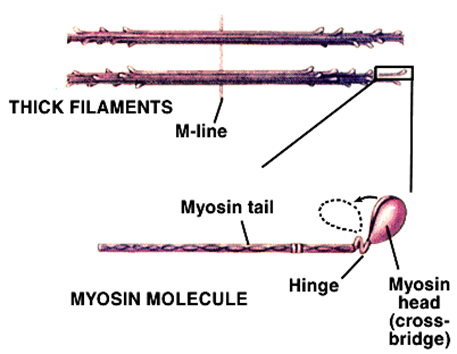 THICK FILAMENTS
M-line
Myosin tail
Hinge
Myosin
head
(cross-
bridge)
MYOSIN MOLECULE